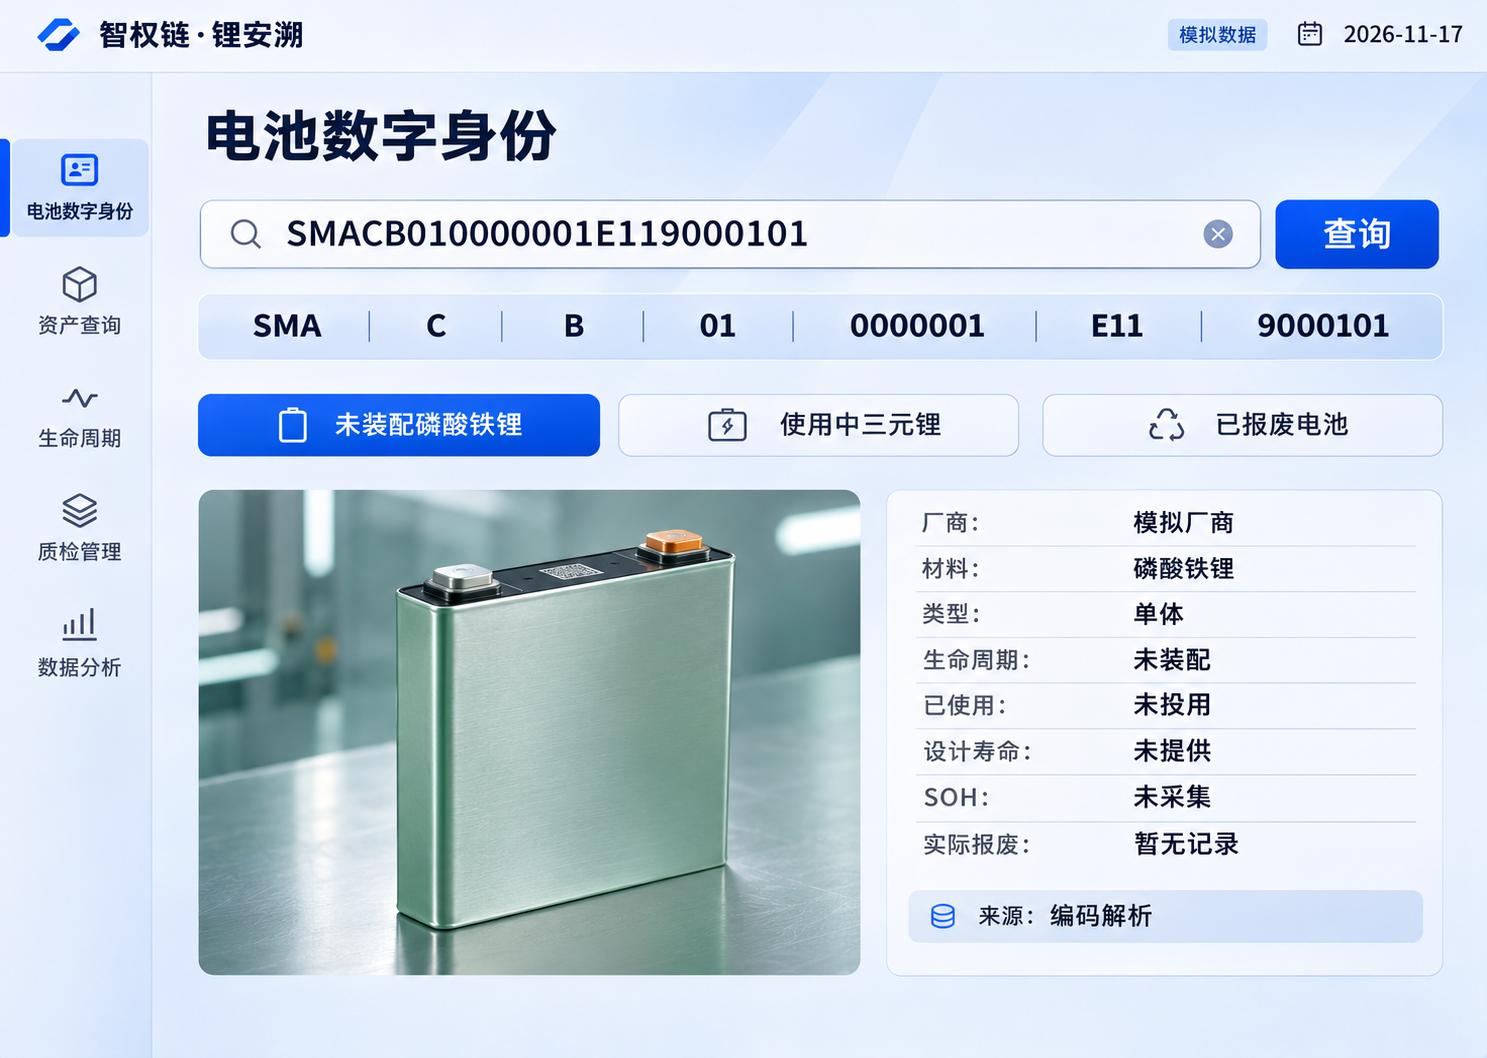 智权链·锂安溯
模拟数据
2026-11-17
电池数字身份
资产查询
生命周期
质检管理
数据分析
电池数字身份
SMACB010000001E119000101
查询
SMA C B 01 0000001 E11 9000101
未装配磷酸铁锂
使用中三元锂
已报废电池
厂商： 模拟厂商
材料： 磷酸铁锂
类型： 单体
生命周期： 未装配
已使用： 未投用
设计寿命： 未提供
SOH： 未采集
实际报废： 暂无记录
来源： 编码解析